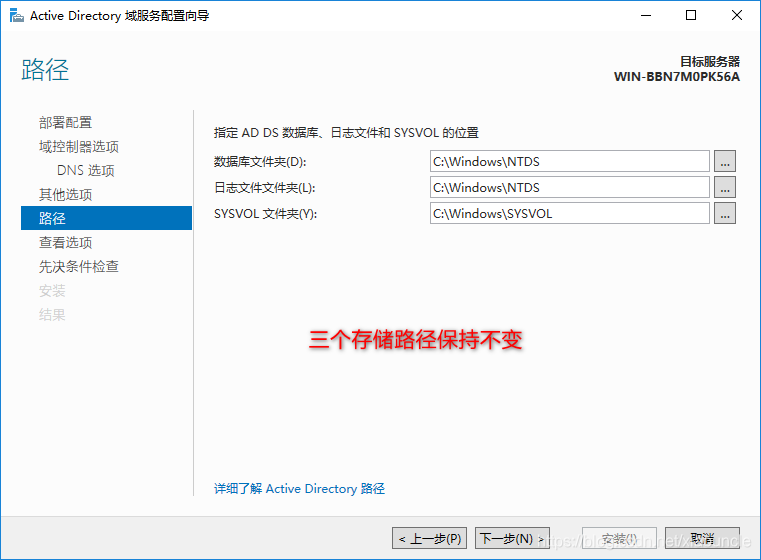 Active Directory 域服务配置向导
路径
目标服务器
WIN-BBN7M0PK56A
部署配置
域控制器选项
DNS 选项
其他选项
路径
查看选项
先决条件检查
安装
结果
指定 AD DS 数据库、日志文件和 SYSVOL 的位置
数据库文件夹(D): C:\Windows\NTDS ...
日志文件文件夹(L): C:\Windows\NTDS ...
SYSVOL 文件夹(Y): C:\Windows\SYSVOL ...
三个存储路径保持不变
详细了解 Active Directory 路径
< 上一步(P) 下一步(N) > 安装(I) 取消